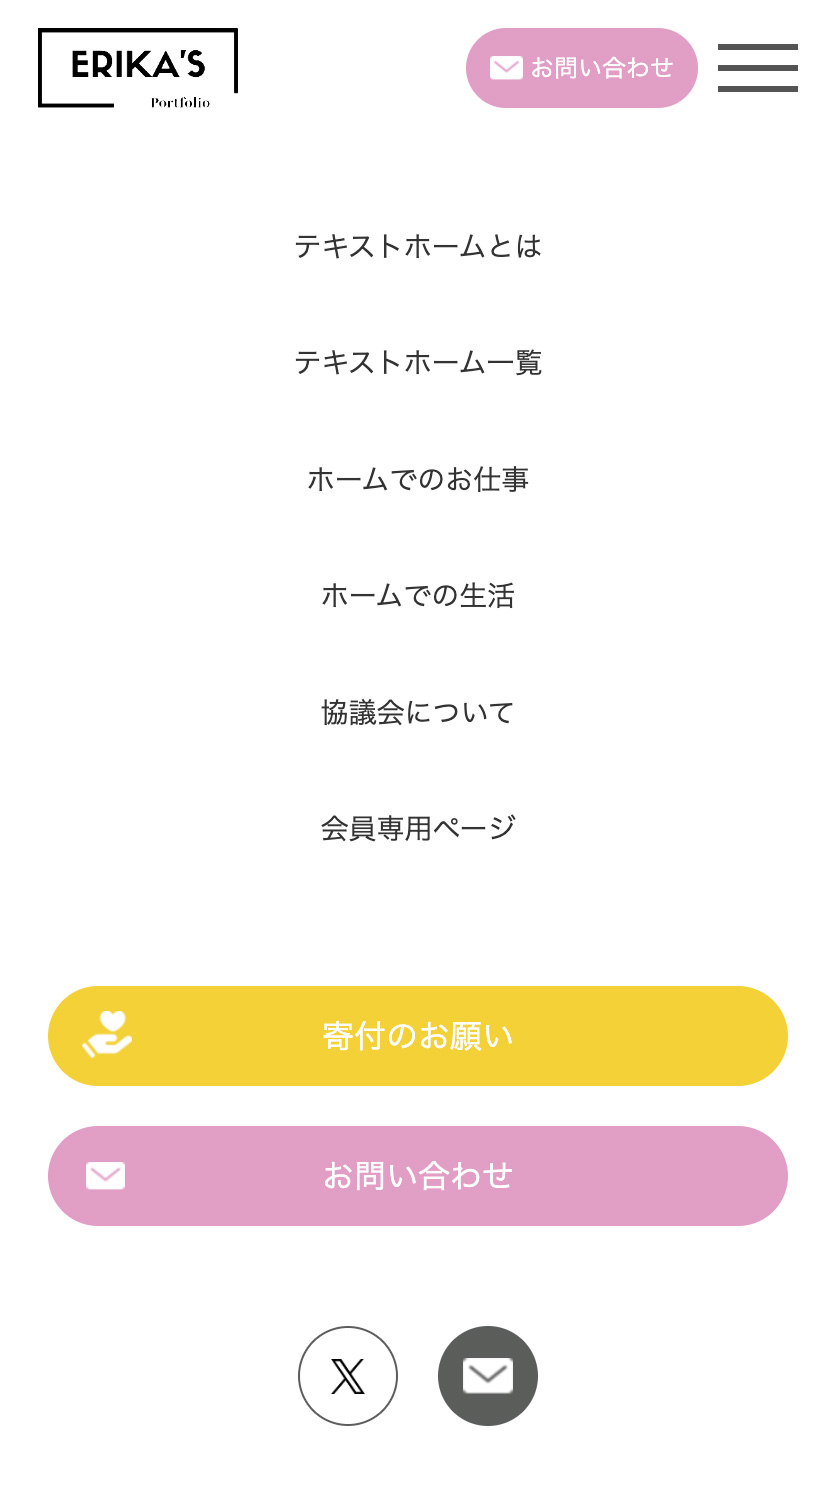 ERIKA'S
Portfolio
お問い合わせ
テキストホームとは
テキストホーム一覧
ホームでのお仕事
ホームでの生活
協議会について
会員専用ページ
寄付のお願い
お問い合わせ
𝕏